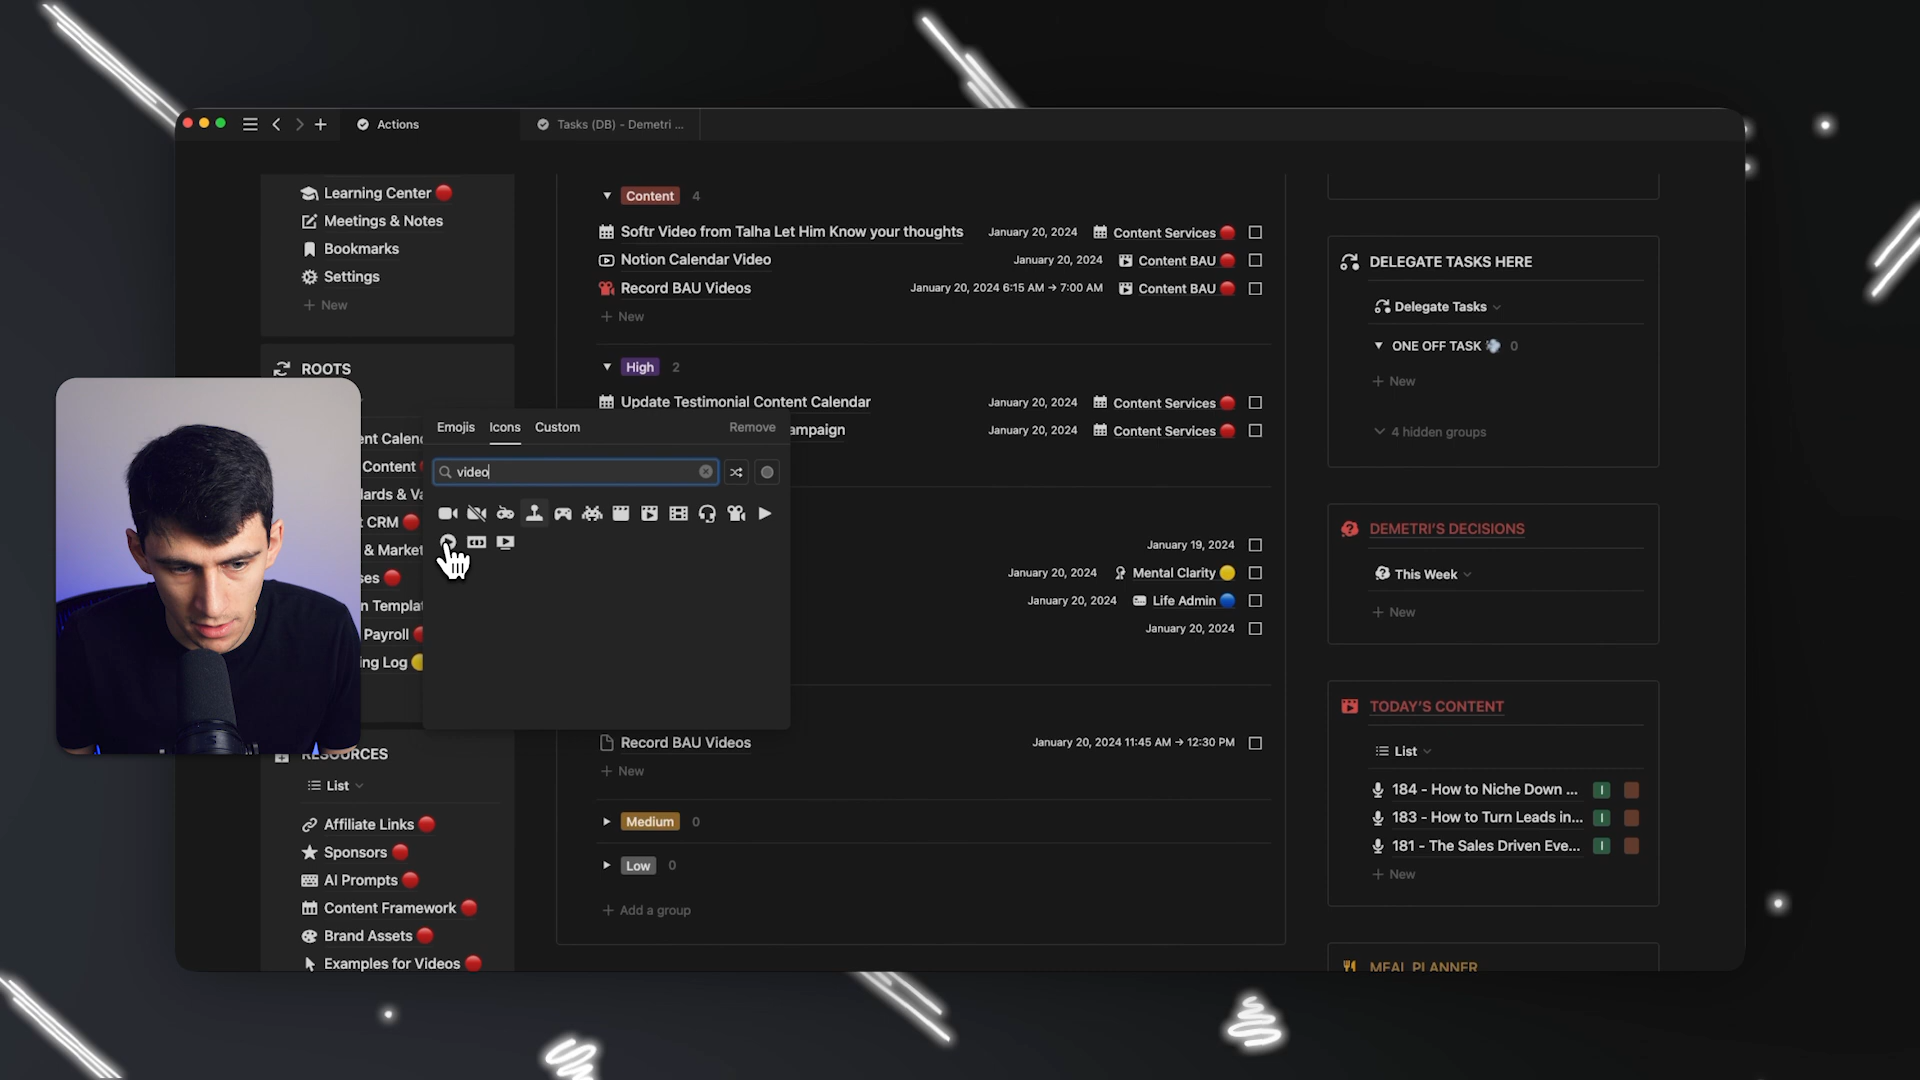 Actions
Tasks (DB) - Demetri ...
Learning Center
Meetings & Notes
Bookmarks
Settings
New
ROOTS
Content 4
Softr Video from Talha Let Him Know your thoughts January 20, 2024 Content Services
Notion Calendar Video January 20, 2024 Content BAU
Record BAU Videos January 20, 2024 6:15 AM → 7:00 AM Content BAU
New
High 2
Update Testimonial Content Calendar January 20, 2024 Content Services
January 20, 2024 Content Services
Emojis Icons Custom Remove
video
Content
CRM
Payroll
January 19, 2024
January 20, 2024 Mental Clarity
January 20, 2024 Life Admin
January 20, 2024
Record BAU Videos January 20, 2024 11:45 AM → 12:30 PM
New
Medium 0
Low 0
Add a group
RESOURCES
List
Affiliate Links
Sponsors
AI Prompts
Content Framework
Brand Assets
Examples for Videos
DELEGATE TASKS HERE
Delegate Tasks
ONE OFF TASK 0
New
4 hidden groups
DEMETRI'S DECISIONS
This Week
New
TODAY'S CONTENT
List
184 - How to Niche Down ... I
183 - How to Turn Leads in... I
181 - The Sales Driven Eve... I
New
MEAL PLANNER